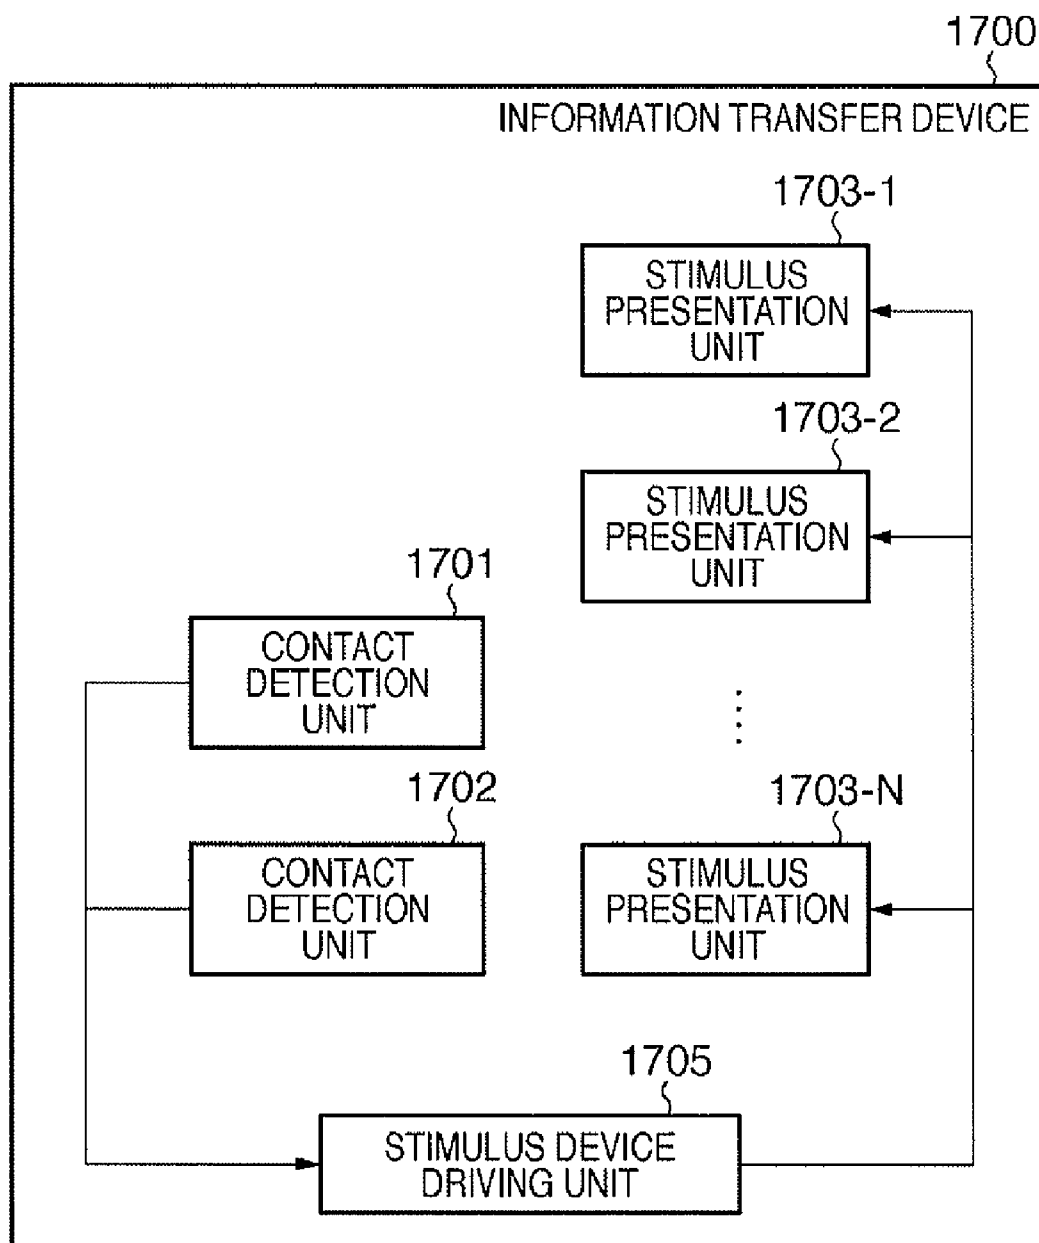 1700
INFORMATION TRANSFER DEVICE
1703-1
STIMULUS
PRESENTATION
UNIT
1703-2
STIMULUS
PRESENTATION
UNIT
1701
CONTACT
DETECTION
UNIT
1702
CONTACT
DETECTION
UNIT
1703-N
STIMULUS
PRESENTATION
UNIT
1705
STIMULUS DEVICE
DRIVING UNIT